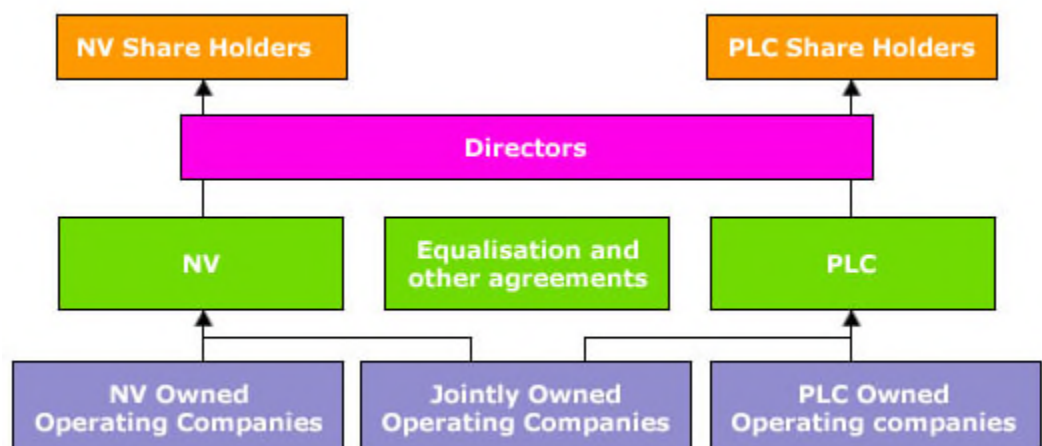 NV Share Holders
PLC Share Holders
Directors
NV
Equalisation and
other agreements
PLC
NV Owned
Operating Companies
Jointly Owned
Operating Companies
PLC Owned
Operating companies